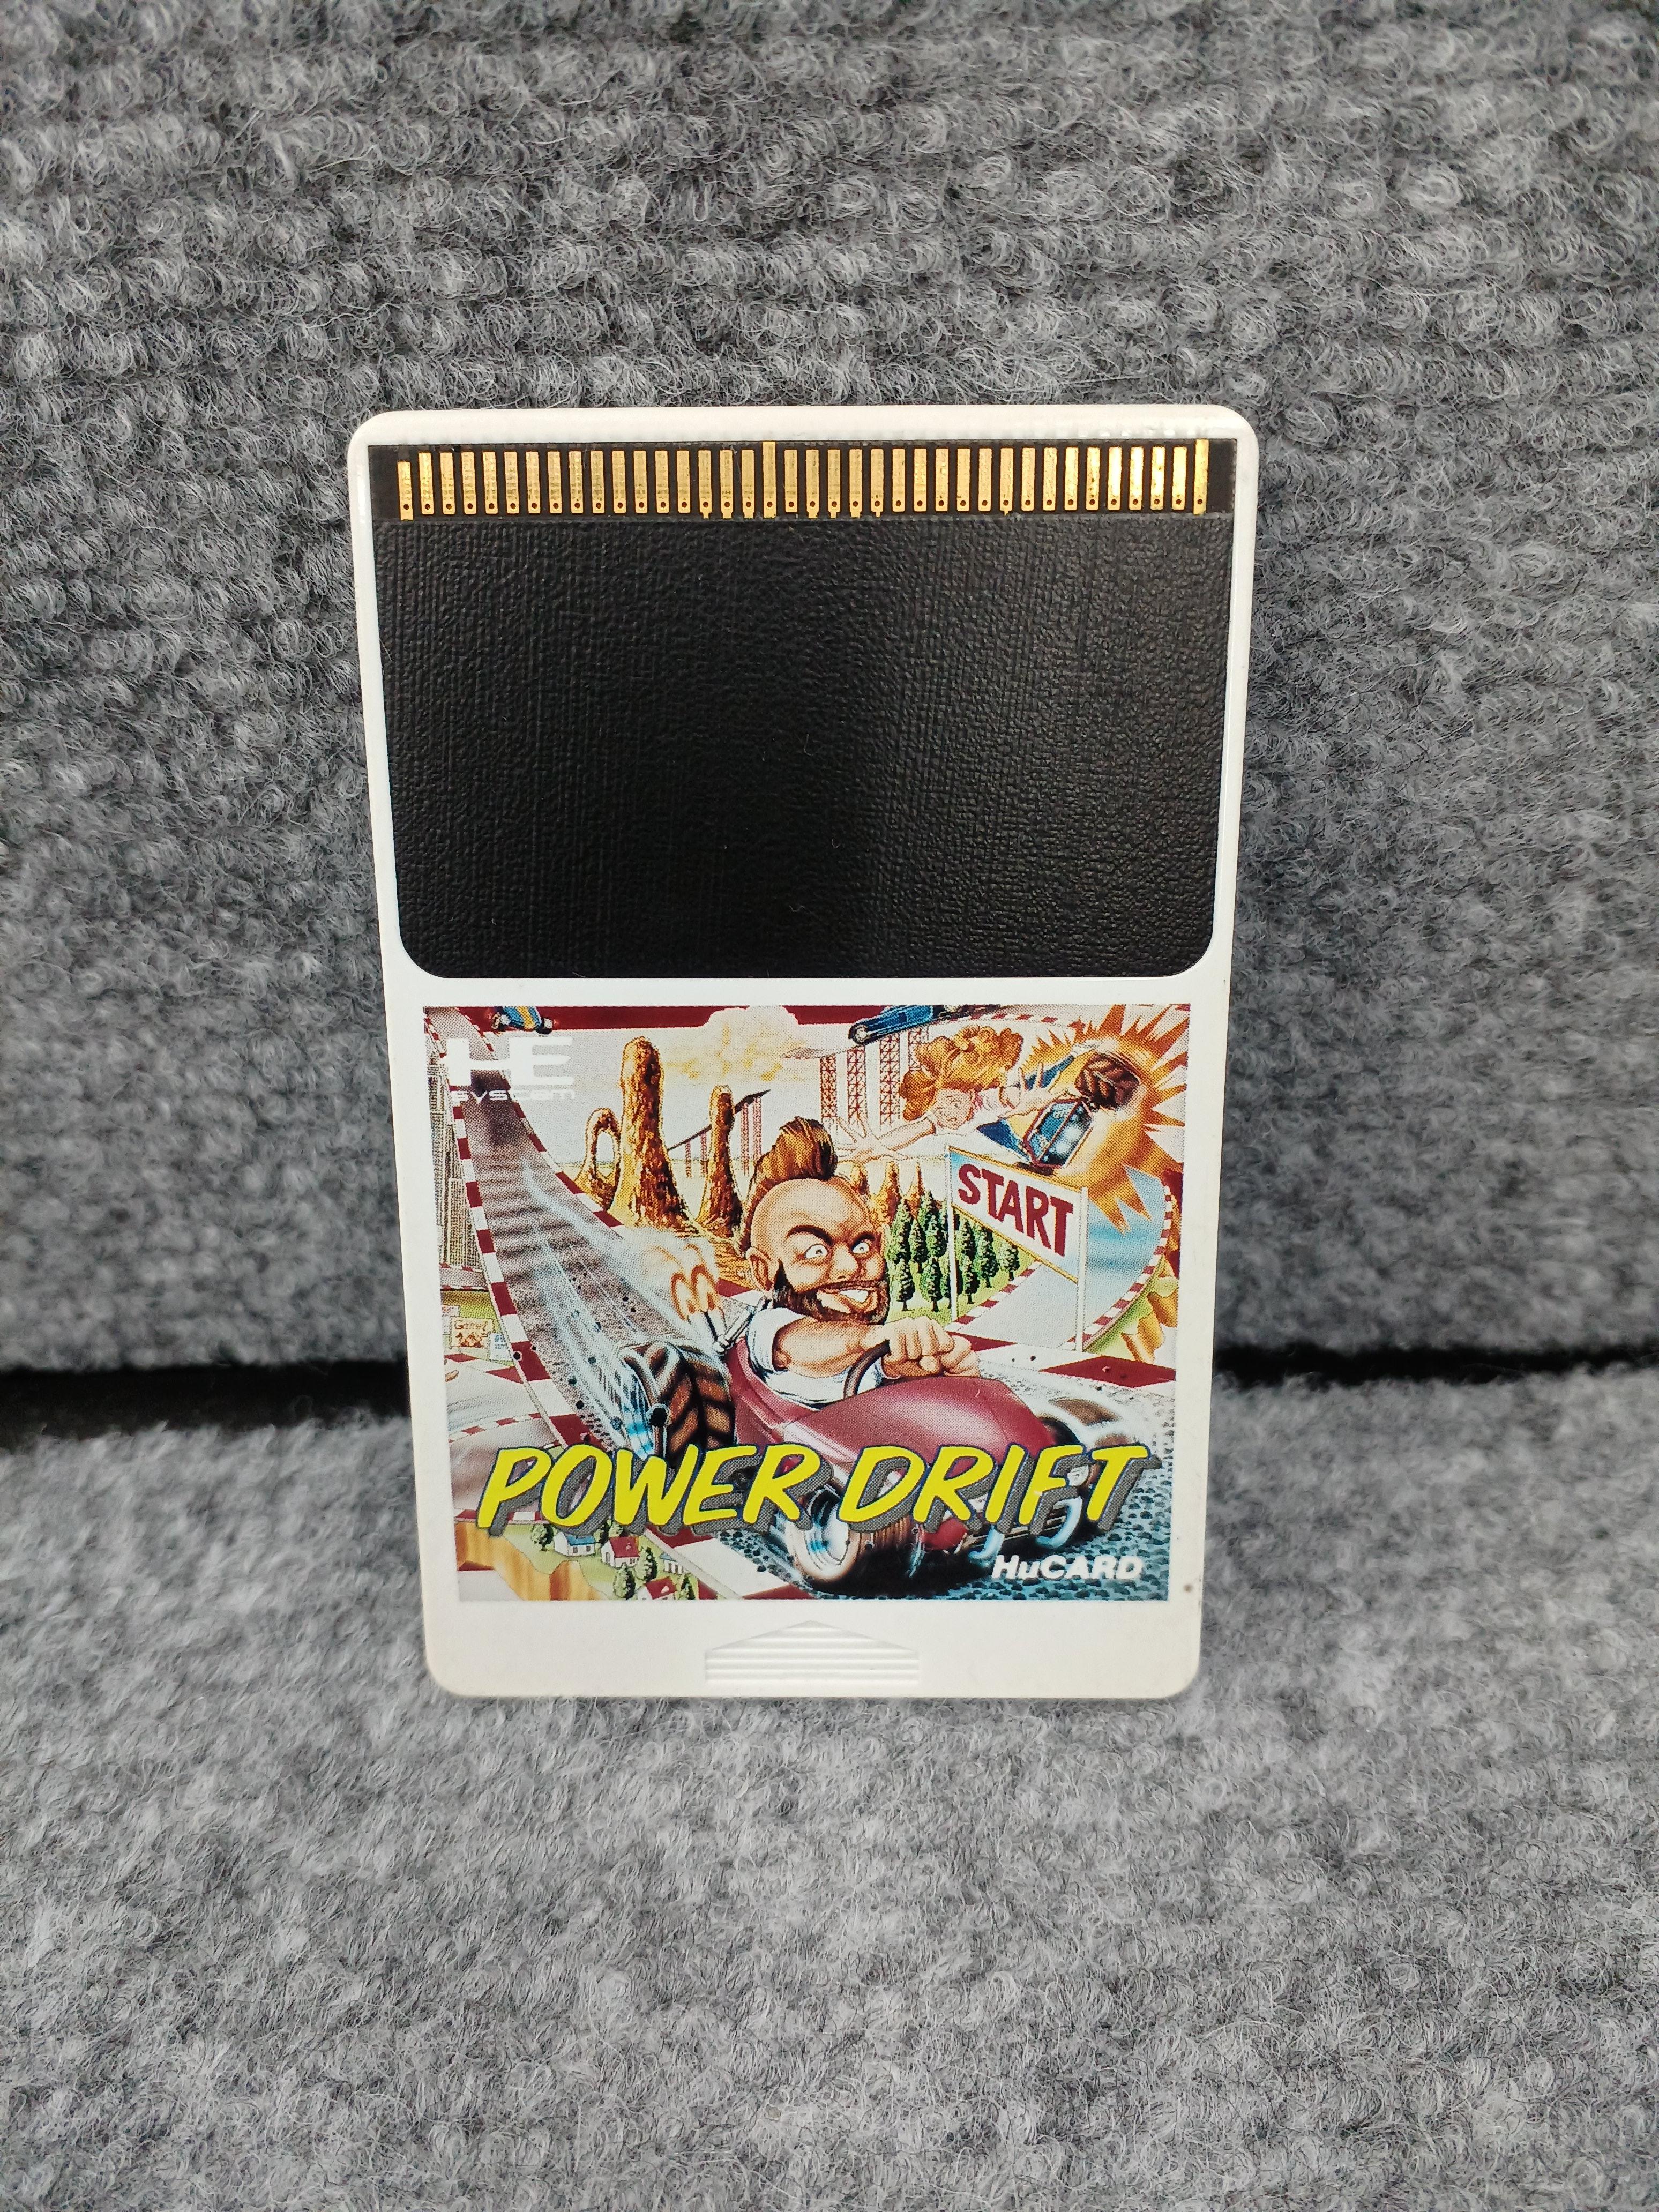 HE
SYSTEM
START
POWER DRIFT
HuCARD